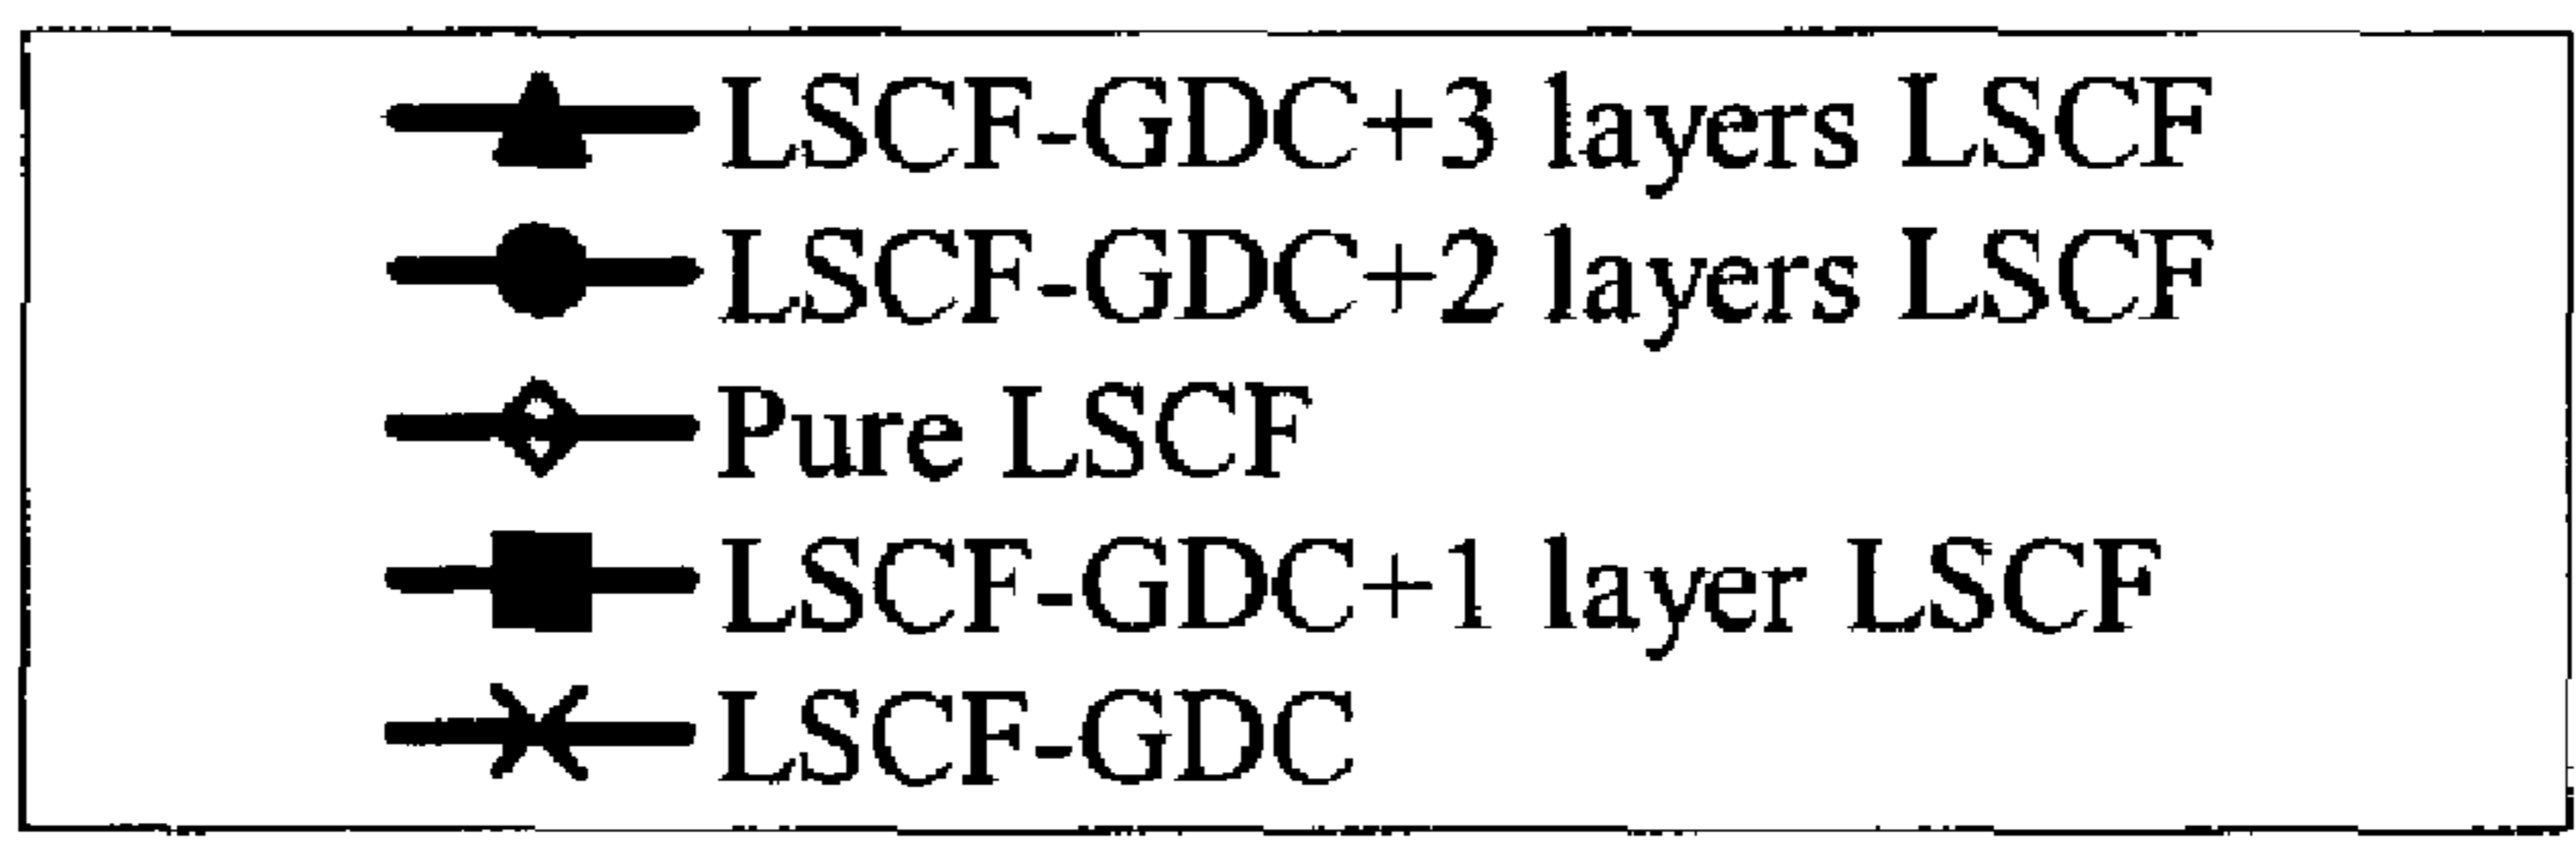 LSCF-GDC+3 layers LSCF
LSCF-GDC+2 layers LSCF
Pure LSCF
LSCF-GDC+1 layer LSCF
LSCF-GDC